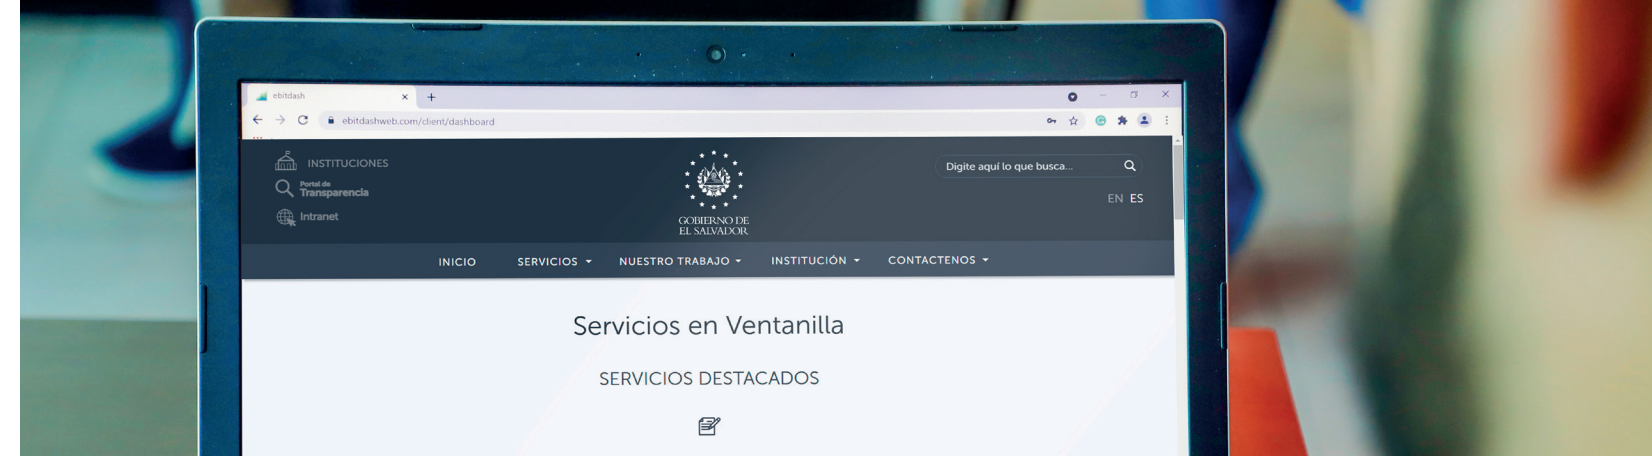 ebitdash
ebitdashweb.com/client/dashboard
INSTITUCIONES
Portal de
Transparencia
Intranet
GOBIERNO DE
EL SALVADOR
Digite aquí lo que busca...
EN ES
INICIO SERVICIOS NUESTRO TRABAJO INSTITUCIÓN CONTACTENOS
Servicios en Ventanilla
SERVICIOS DESTACADOS